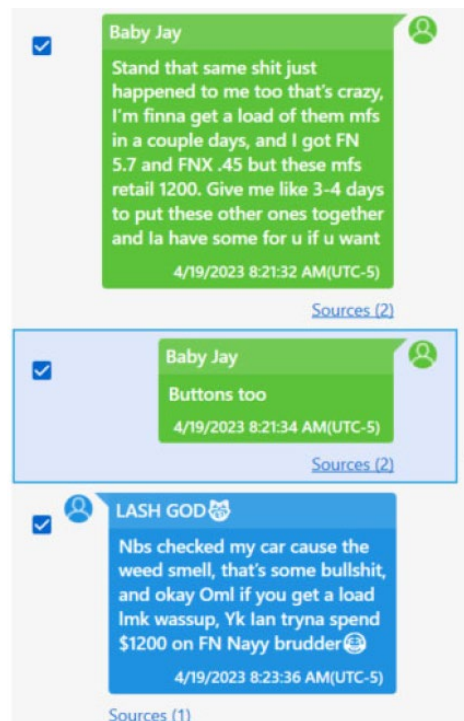 Baby Jay
Stand that same shit just
happened to me too that's crazy,
I'm finna get a load of them mfs
in a couple days, and I got FN
5.7 and FNX .45 but these mfs
retail 1200. Give me like 3-4 days
to put these other ones together
and la have some for u if u want
4/19/2023 8:21:32 AM(UTC-5)
Sources (2)
Baby Jay
Buttons too
4/19/2023 8:21:34 AM(UTC-5)
Sources (2)
LASH GOD
Nbs checked my car cause the
weed smell, that's some bullshit,
and okay Oml if you get a load
lmk wassup, Yk Ian tryna spend
$1200 on FN Nayy brudder
4/19/2023 8:23:36 AM(UTC-5)
Sources (1)